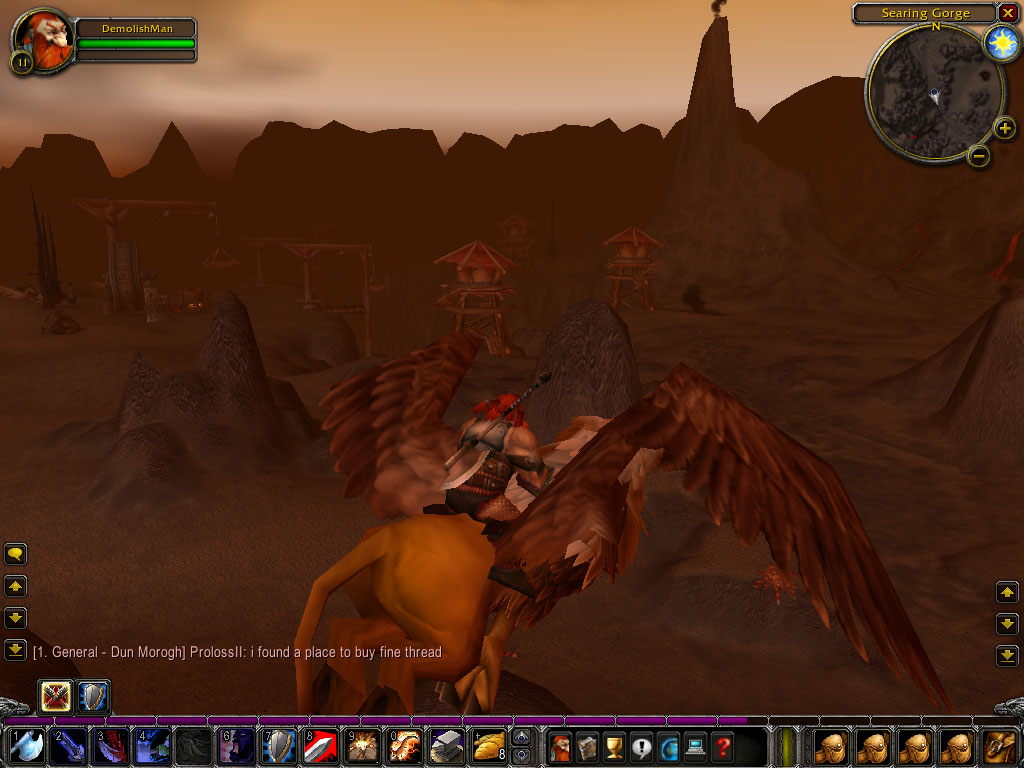 DemolishMan
11
Searing Gorge
N
[1. General - Dun Morogh] ProlossII: i found a place to buy fine thread
1 2 3 4 6 7 8 9 0 - +
8